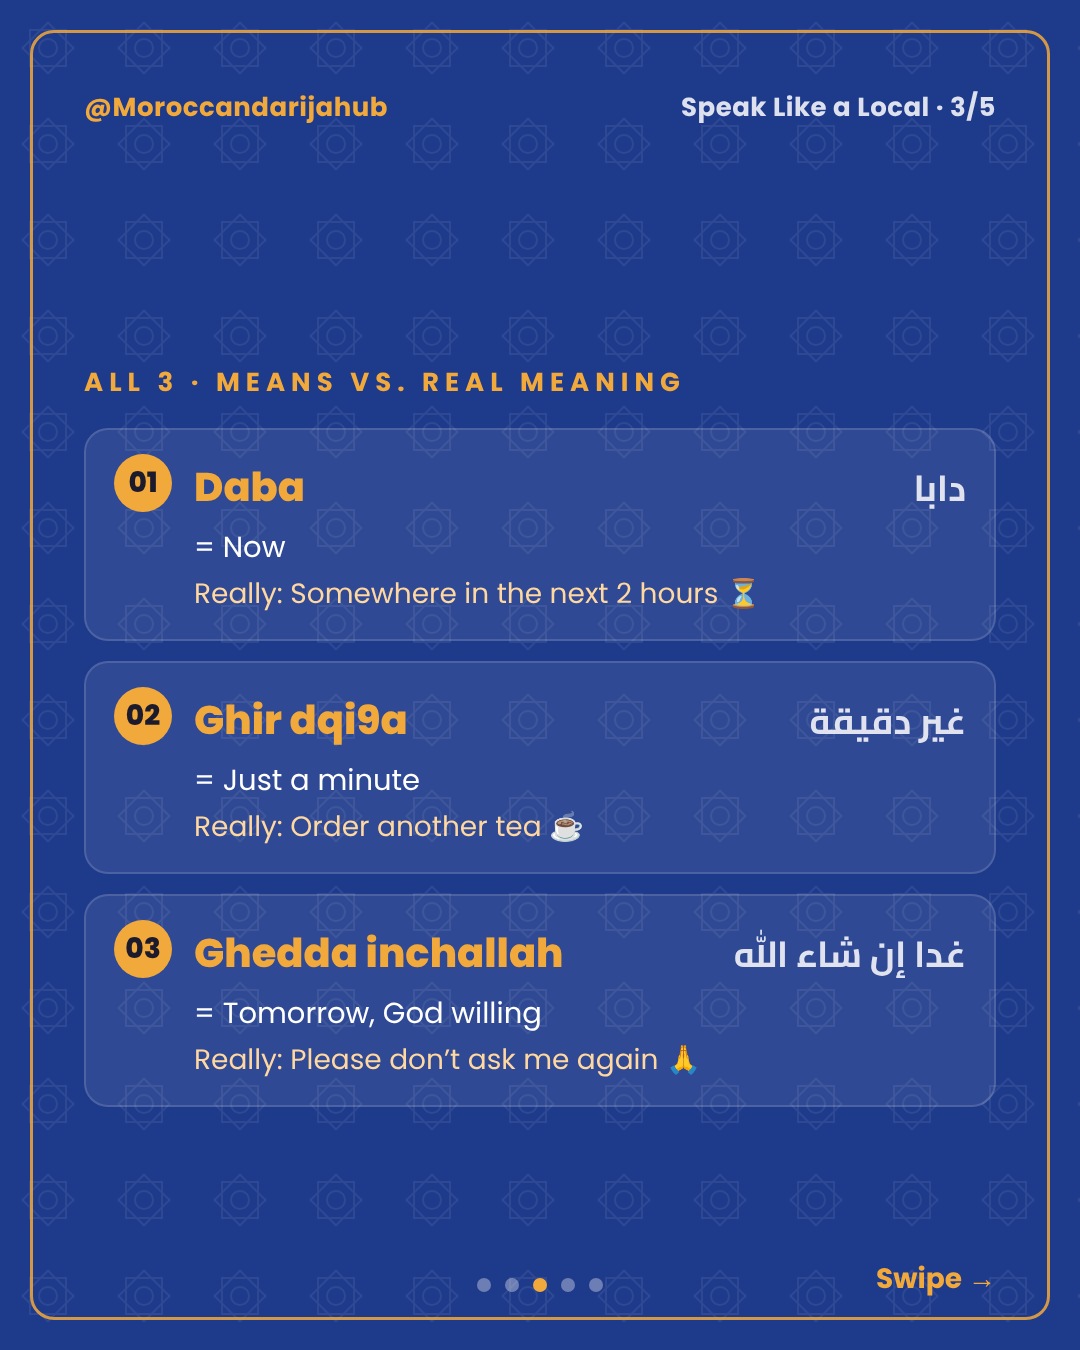 @Moroccandarijahub
Speak Like a Local · 3/5
ALL 3 · MEANS VS. REAL MEANING
01
Daba
دابا
= Now
Really: Somewhere in the next 2 hours ⏳
02
Ghir dqi9a
غير دقيقة
= Just a minute
Really: Order another tea ☕
03
Ghedda inchallah
غدا إن شاء الله
= Tomorrow, God willing
Really: Please don’t ask me again 🙏
Swipe →